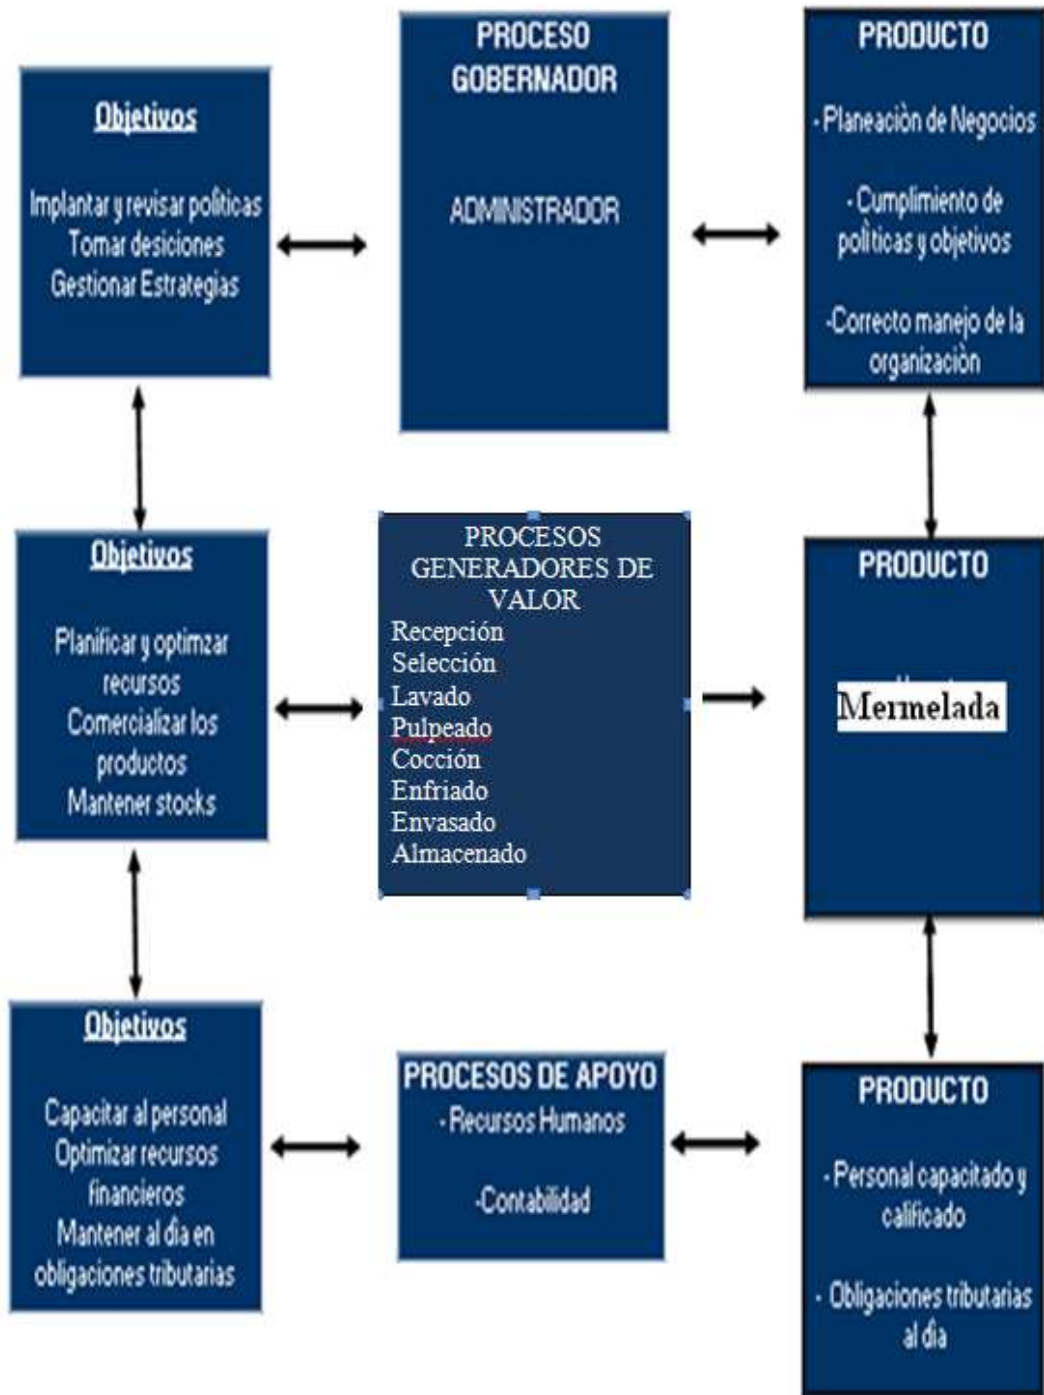 Objetivos
Implantar y revisar políticas
Tomar desiciones
Gestionar Estrategias
PROCESO
GOBERNADOR
ADMINISTRADOR
PRODUCTO
- Planeaciòn de Negocios
- Cumplimiento de
polìticas y objetivos
-Correcto manejo de la
organizaciòn
Objetivos
Planificar y optimzar
recursos
Comercializar los
productos
Mantener stocks
PROCESOS
GENERADORES DE
VALOR
Recepción
Selección
Lavado
Pulpeado
Cocción
Enfriado
Envasado
Almacenado
PRODUCTO
Mermelada
Objetivos
Capacitar al personal
Optimizar recursos
financieros
Mantener al dìa en
obligaciones tributarias
PROCESOS DE APOYO
- Recursos Humanos
-Contabilidad
PRODUCTO
- Personal capacitado y
calificado
- Obligaciones tributarias
al dìa